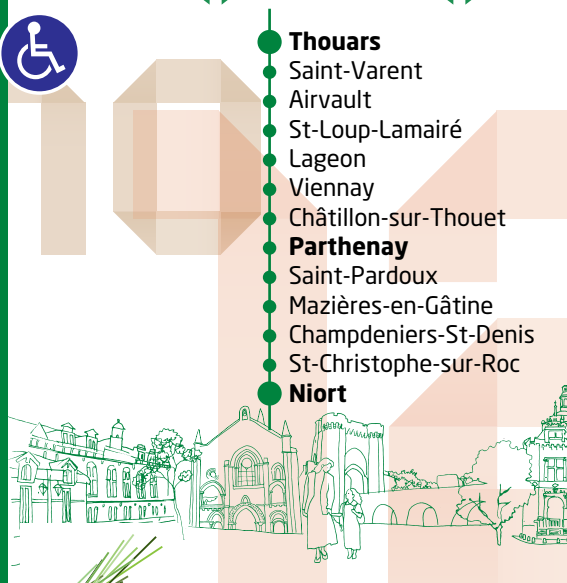 Thouars
Saint-Varent
Airvault
St-Loup-Lamairé
Lageon
Viennay
Châtillon-sur-Thouet
Parthenay
Saint-Pardoux
Mazières-en-Gâtine
Champdeniers-St-Denis
St-Christophe-sur-Roc
Niort